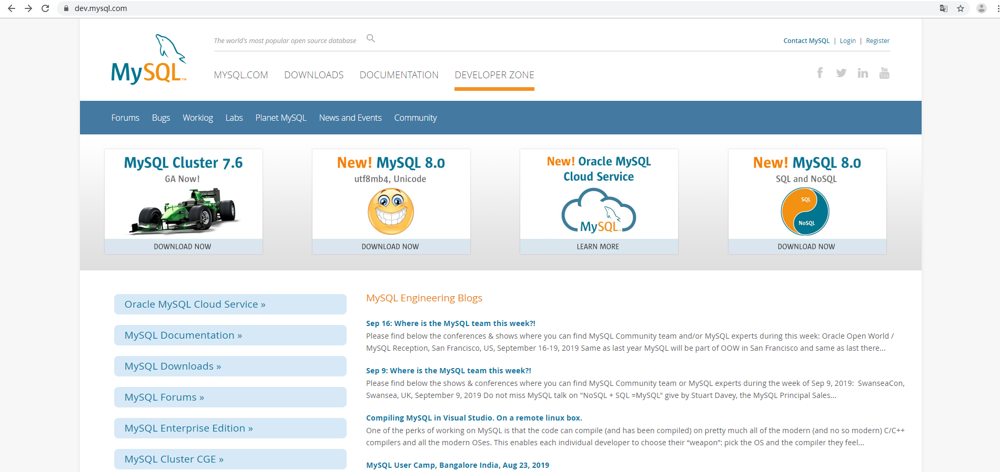 dev.mysql.com
The world's most popular open source database
Contact MySQL | Login | Register
MySQL™
MYSQL.COM DOWNLOADS DOCUMENTATION DEVELOPER ZONE
You Tube
Forums Bugs Worklog Labs Planet MySQL News and Events Community
MySQL Cluster 7.6
GA Now!
DOWNLOAD NOW
New! MySQL 8.0
utf8mb4, Unicode
DOWNLOAD NOW
New! Oracle MySQL
Cloud Service
MySQL
LEARN MORE
New! MySQL 8.0
SQL and NoSQL
SQL
NoSQL
DOWNLOAD NOW
Oracle MySQL Cloud Service »
MySQL Documentation »
MySQL Downloads »
MySQL Forums »
MySQL Enterprise Edition »
MySQL Cluster CGE »
MySQL Engineering Blogs
Sep 16: Where is the MySQL team this week?!
Please find below the conferences & shows where you can find MySQL Community team and/or MySQL experts during this week: Oracle Open World /
MySQL Reception, San Francisco, US, September 16-19, 2019 Same as last year MySQL will be part of OOW in San Francisco and same as last there...
Sep 9: Where is the MySQL team this week?!
Please find below the shows & conferences where you can find MySQL Community team or MySQL experts during the week of Sep 9, 2019:  SwanseaCon,
Swansea, UK, September 9, 2019 Do not miss MySQL talk on "NoSQL + SQL =MySQL" give by Stuart Davey, the MySQL Principal Sales...
Compiling MySQL in Visual Studio. On a remote linux box.
One of the perks of working on MySQL is that the code can compile (and has been compiled) on pretty much all of the modern (and no so modern) C/C++
compilers and all the modern OSes. This enables each individual developer to choose their “weapon”: pick the OS and the compiler they feel...
MySQL User Camp, Bangalore India, Aug 23, 2019